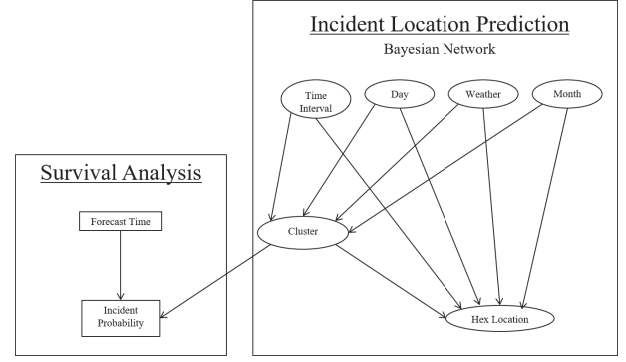 Incident Location Prediction
Bayesian Network
Time
Interval
Day
Weather
Month
Survival Analysis
Forecast Time
Cluster
Incident
Probability
Hex Location